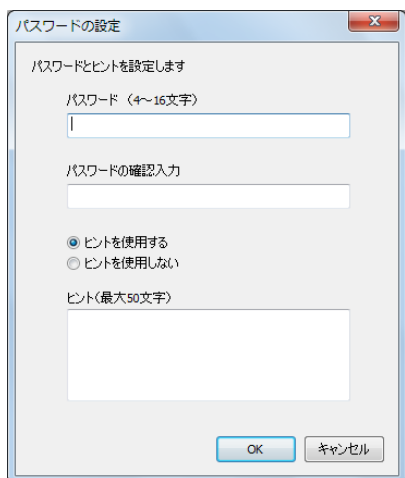 パスワードの設定
パスワードとヒントを設定します
パスワード (4～16文字)
パスワードの確認入力
ヒントを使用する
ヒントを使用しない
ヒント(最大50文字)
OK
キャンセル